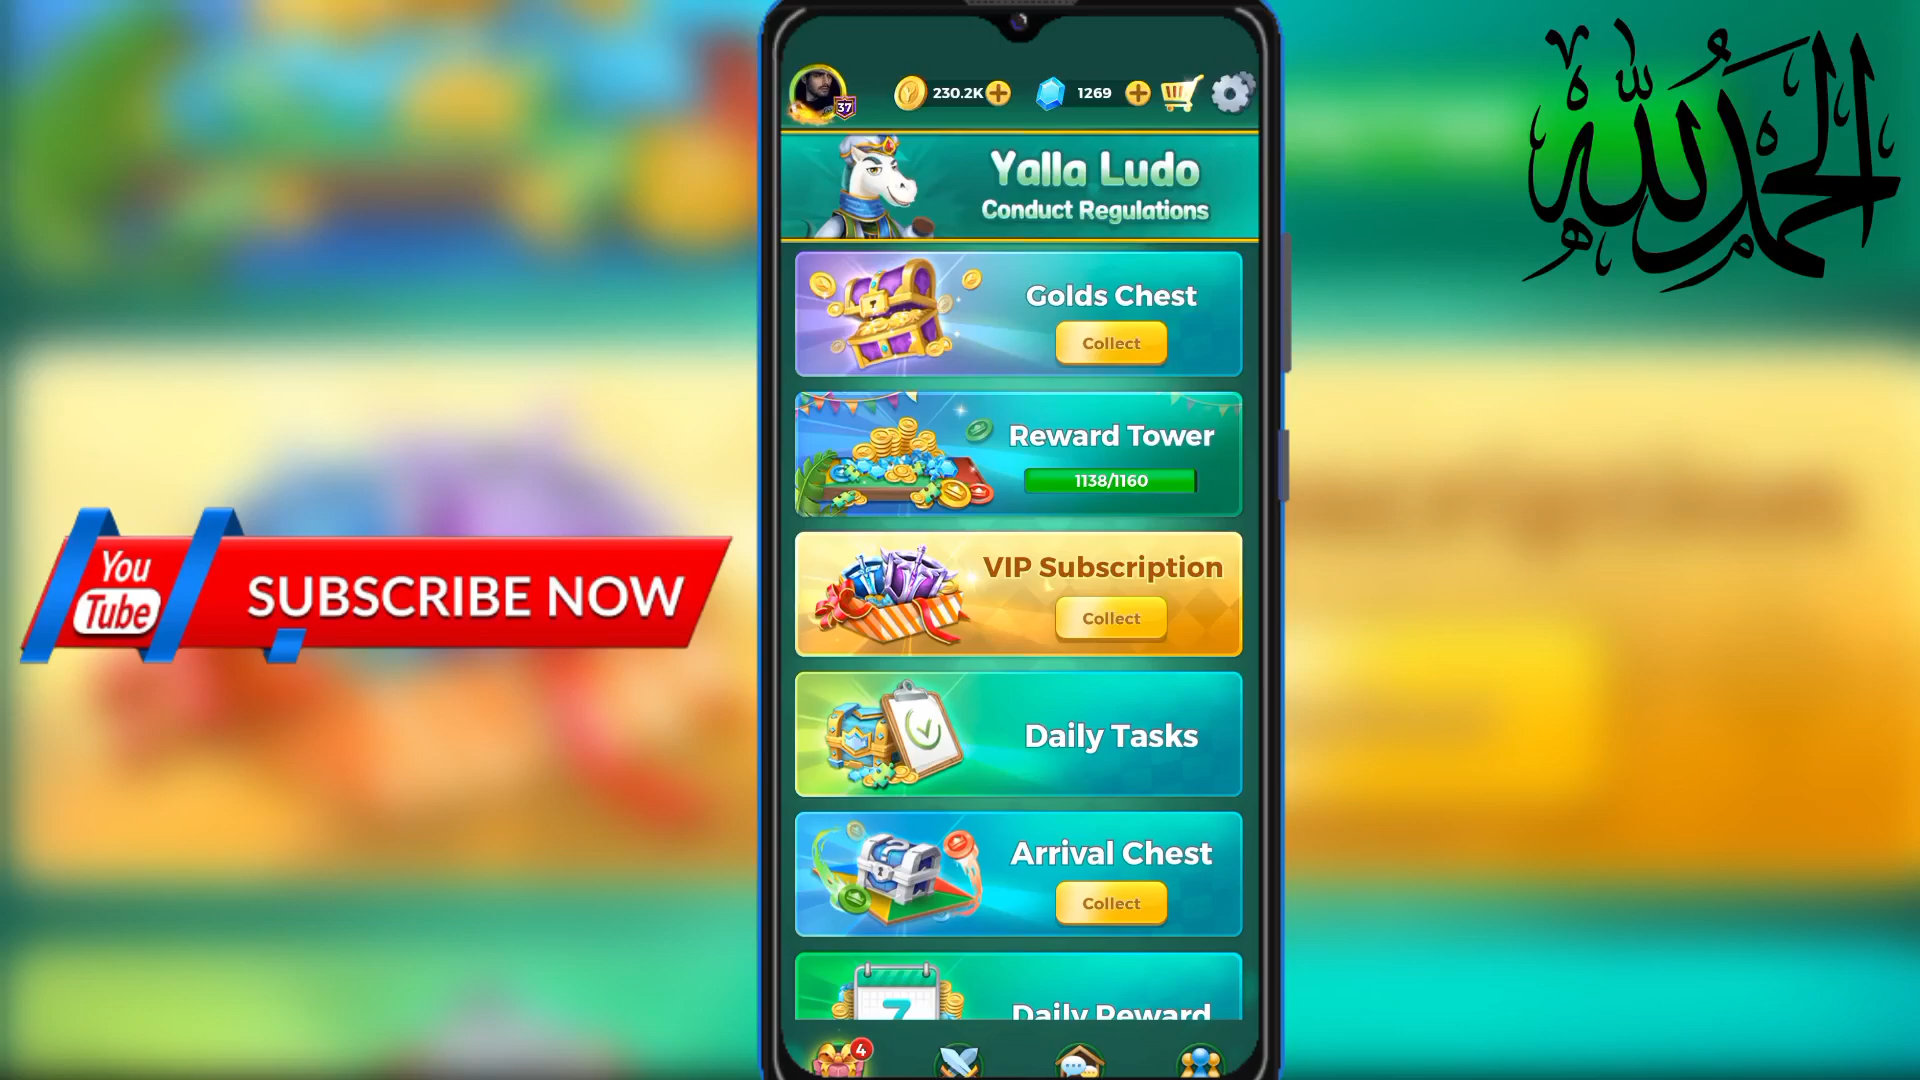 230.2K
1269
37
Yalla Ludo
Conduct Regulations
Golds Chest
Collect
Reward Tower
1138/1160
VIP Subscription
Collect
Daily Tasks
Arrival Chest
Collect
Daily Reward
7
4
You
Tube
SUBSCRIBE NOW
الحمد لله